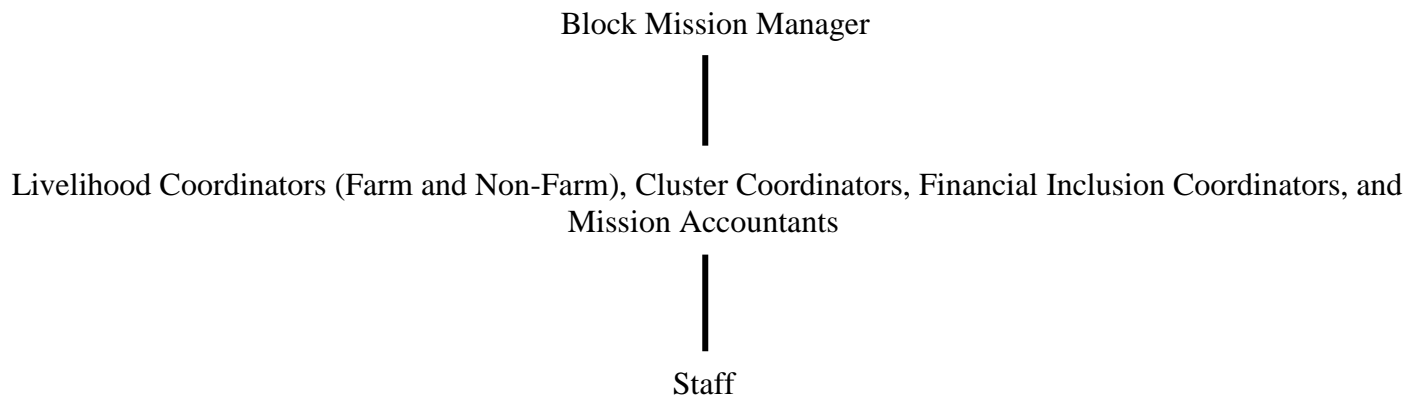 Block Mission Manager
Livelihood Coordinators (Farm and Non-Farm), Cluster Coordinators, Financial Inclusion Coordinators, and
Mission Accountants
Staff